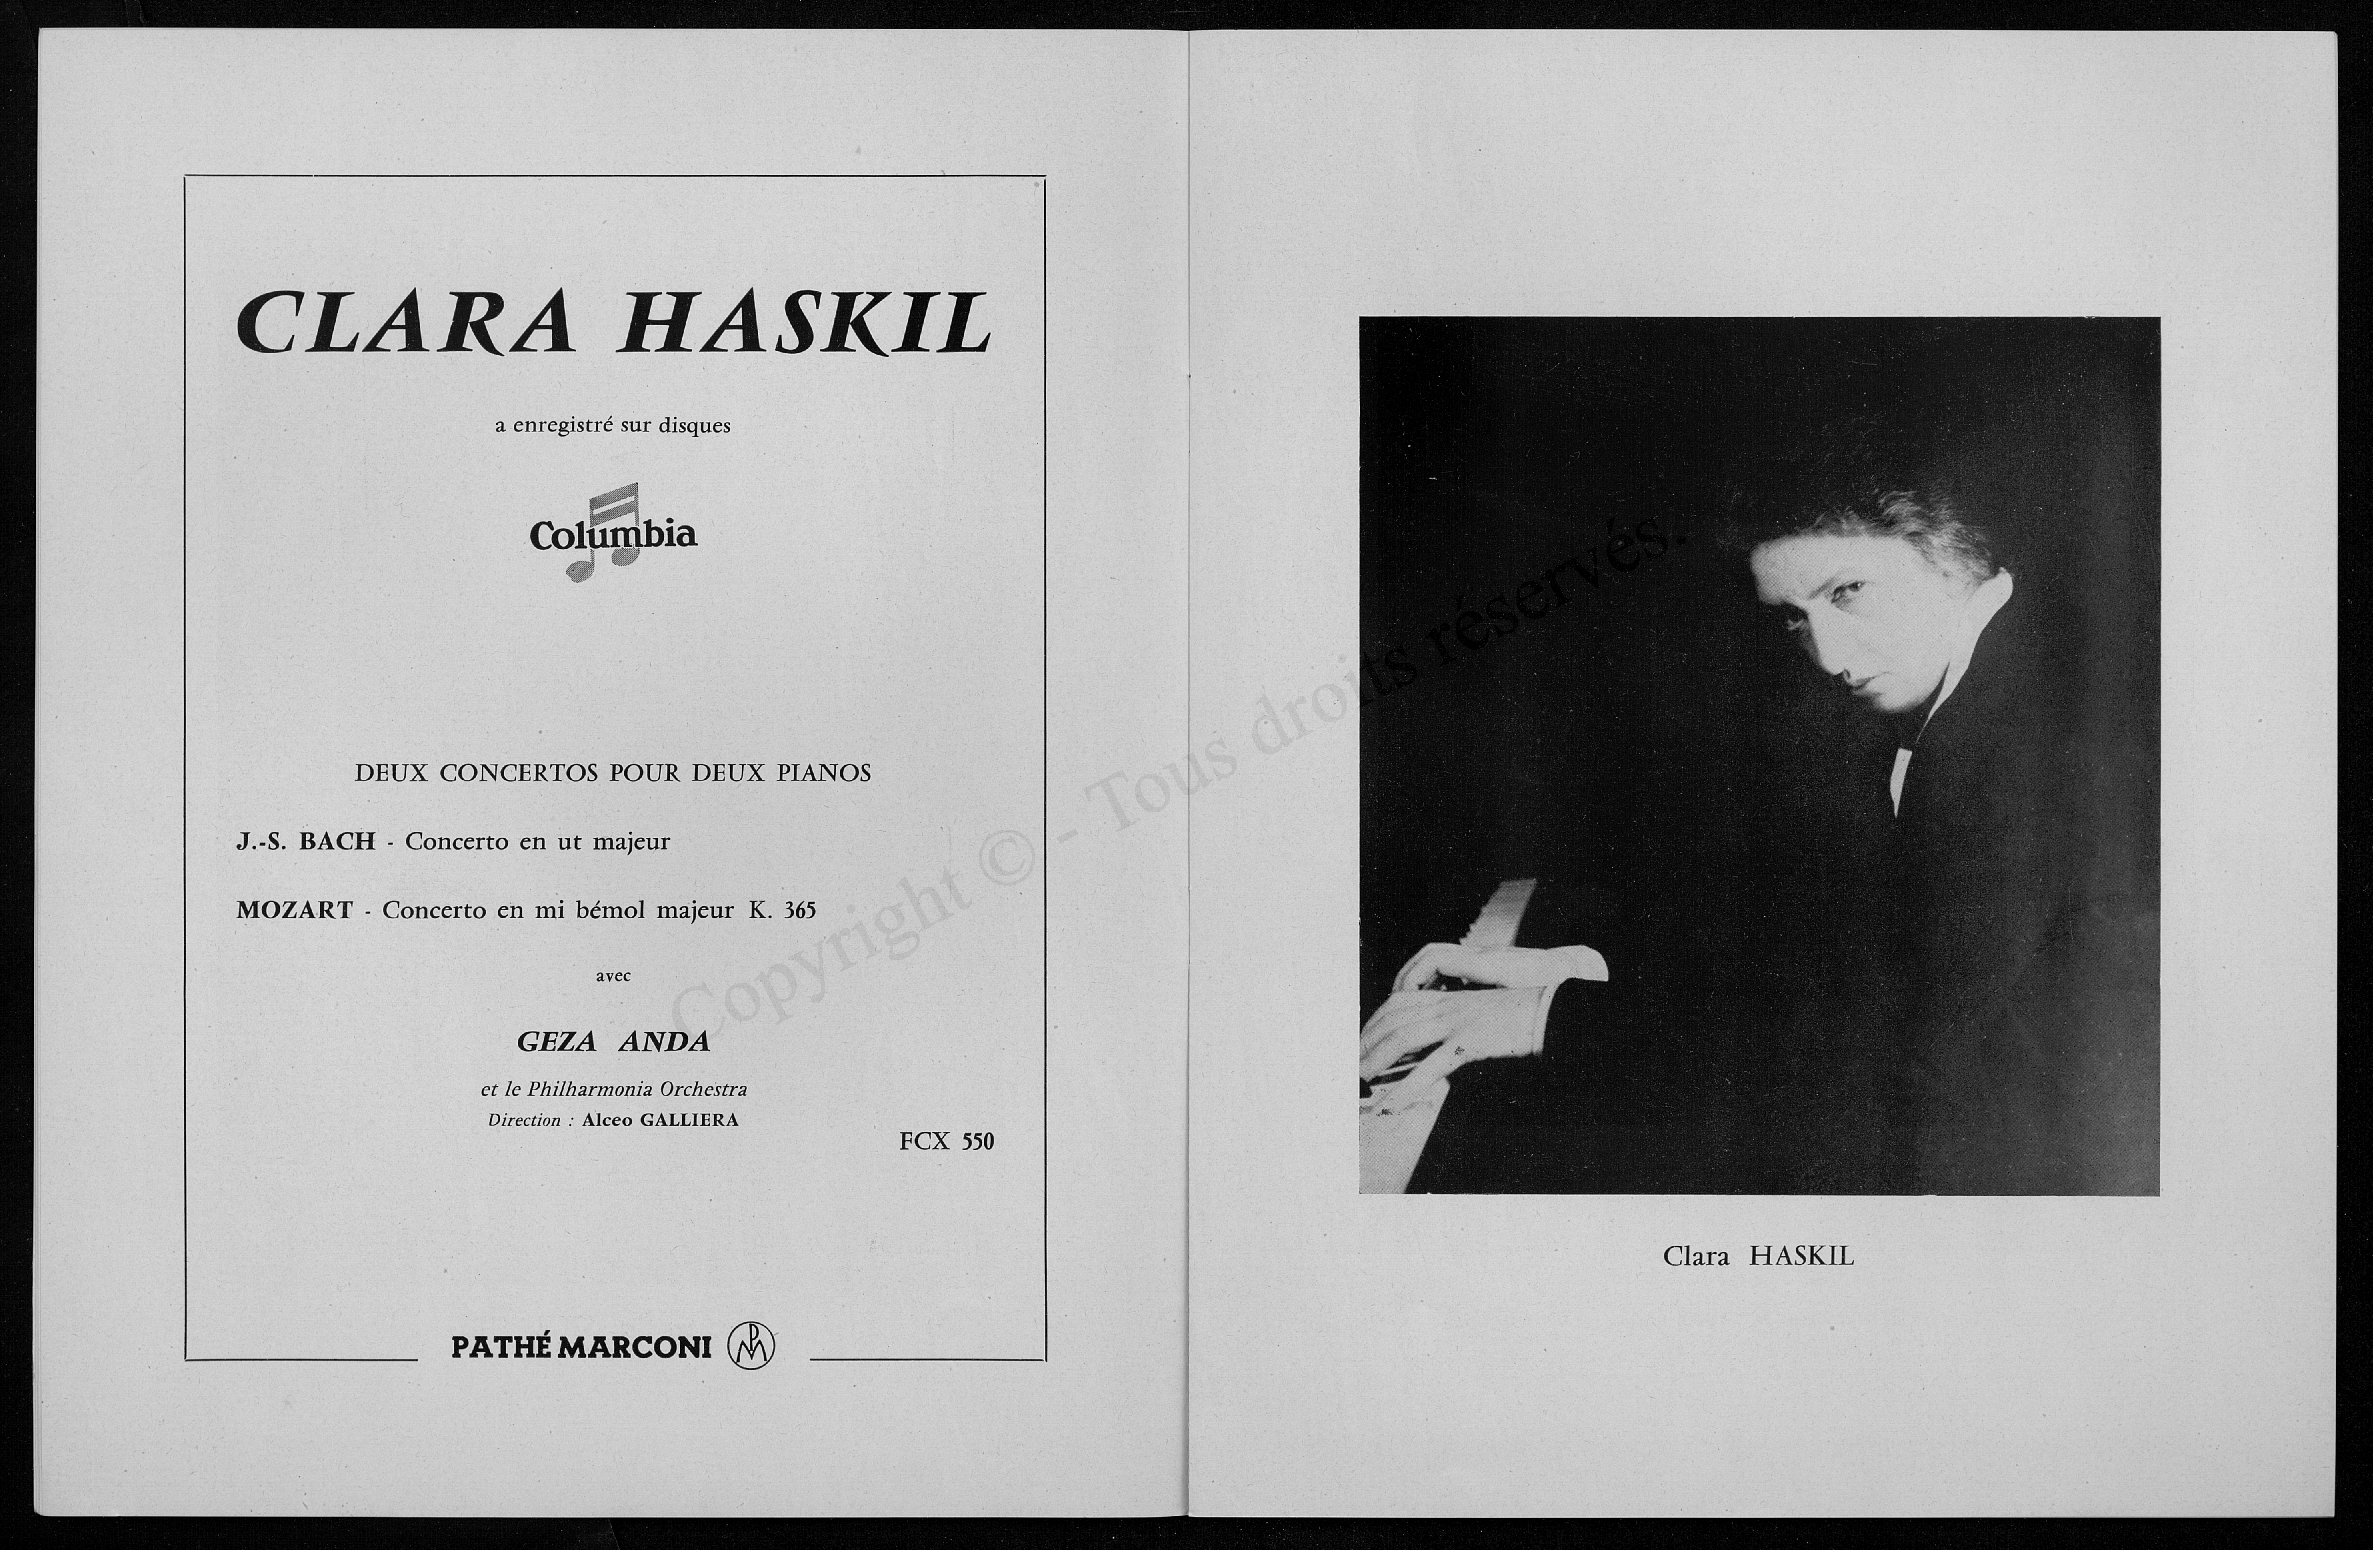 CLARA HASKIL
a enregistré sur disques
Columbia
DEUX CONCERTOS POUR DEUX PIANOS
J.-S. BACH - Concerto en ut majeur
MOZART - Concerto en mi bémol majeur K. 365
avec
GEZA ANDA
et le Philharmonia Orchestra
Direction : Alceo GALLIERA
FCX 550
PATHÉ MARCONI PM
Clara HASKIL
Copyright © - Tous droits réservés.